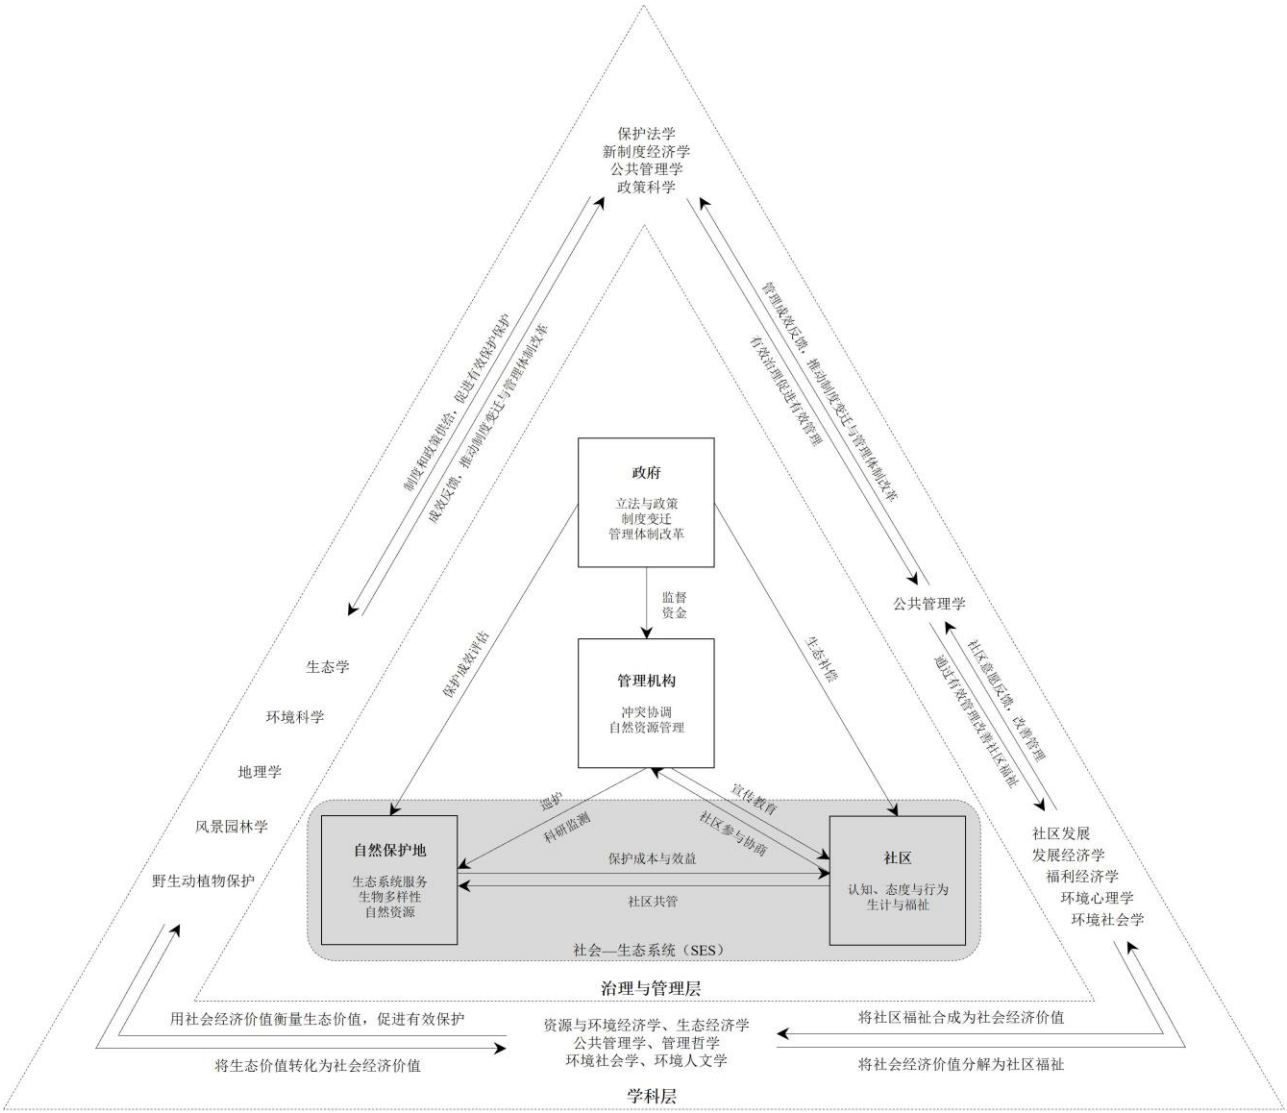 保护法学
新制度经济学
公共管理学
政策科学
制度和政策供给，促进有效保护保护
成效反馈，推动制度变迁与管理体制改革
管理成效反馈，推动制度变迁与管理体制改革
有效治理促进有效管理
政府
立法与政策
制度变迁
管理体制改革
监督
资金
保护成效评估
生态补偿
公共管理学
管理机构
冲突协调
自然资源管理
社区意愿反馈，改善管理
通过有效管理改善社区福祉
生态学
环境科学
地理学
风景园林学
野生动植物保护
巡护
科研监测
宣传教育
社区参与协商
自然保护地
生态系统服务
生物多样性
自然资源
保护成本与效益
社区共管
社区
认知、态度与行为
生计与福祉
社会—生态系统（SES）
社区发展
发展经济学
福利经济学
环境心理学
环境社会学
治理与管理层
用社会经济价值衡量生态价值，促进有效保护
将生态价值转化为社会经济价值
资源与环境经济学、生态经济学
公共管理学、管理哲学
环境社会学、环境人文学
将社区福祉合成为社会经济价值
将社会经济价值分解为社区福祉
学科层